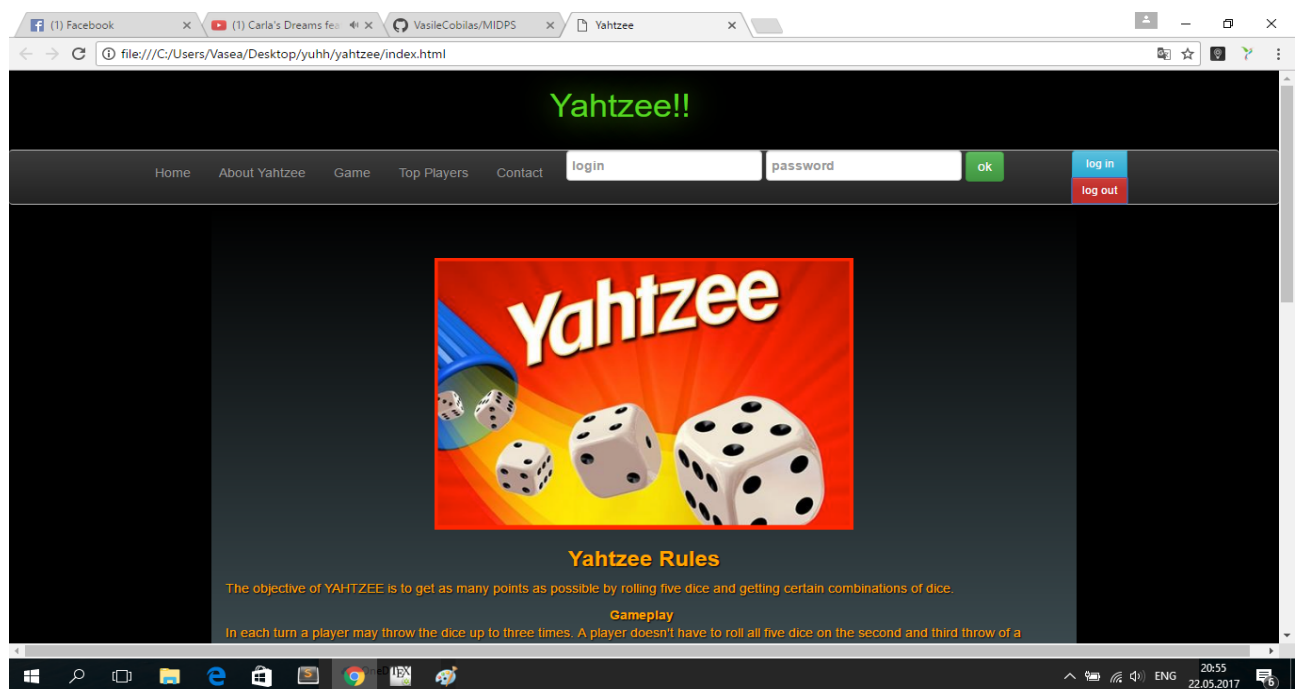 (1) Facebook
(1) Carla's Dreams fea
VasileCobilas/MIDPS
Yahtzee
file:///C:/Users/Vasea/Desktop/yuhh/yahtzee/index.html
Yahtzee!!
Home About Yahtzee Game Top Players Contact login password ok log in
log out
Yahtzee
Yahtzee Rules
The objective of YAHTZEE is to get as many points as possible by rolling five dice and getting certain combinations of dice.
Gameplay
In each turn a player may throw the dice up to three times. A player doesn't have to roll all five dice on the second and third throw of a
ENG
20:55
22.05.2017
6